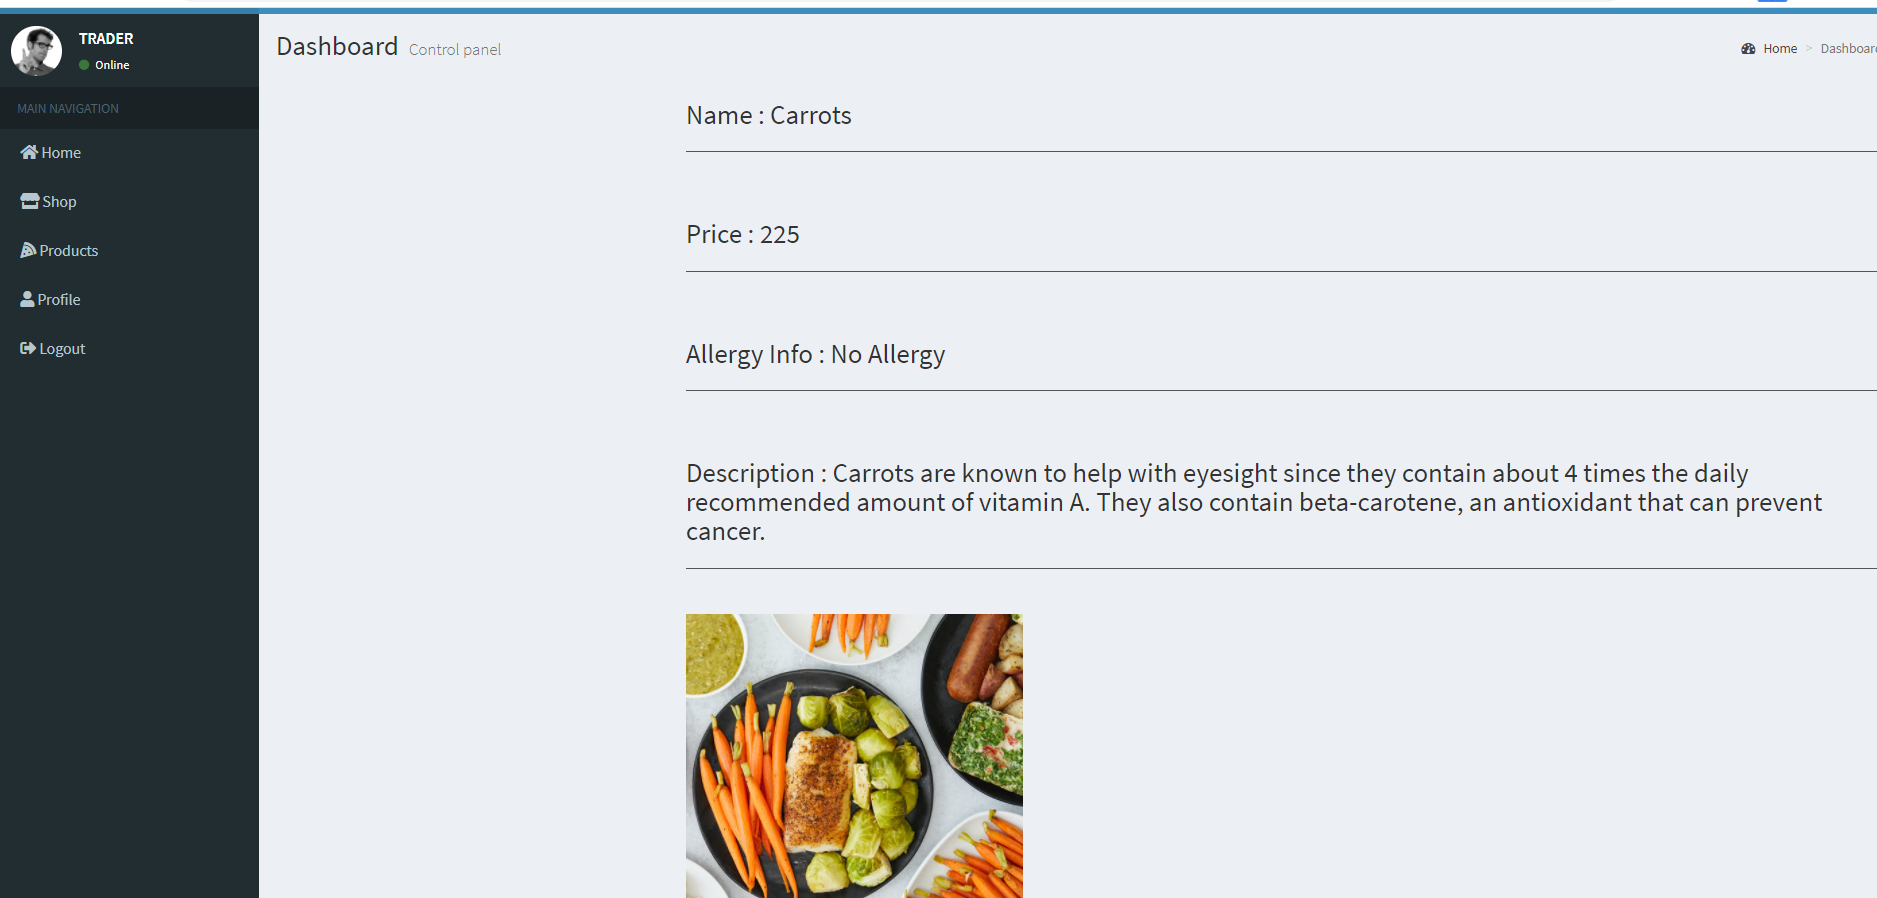 TRADER
Online
MAIN NAVIGATION
Home
Shop
Products
Profile
Logout
Dashboard Control panel
Home > Dashboard
Name : Carrots
Price : 225
Allergy Info : No Allergy
Description : Carrots are known to help with eyesight since they contain about 4 times the daily
recommended amount of vitamin A. They also contain beta-carotene, an antioxidant that can prevent
cancer.